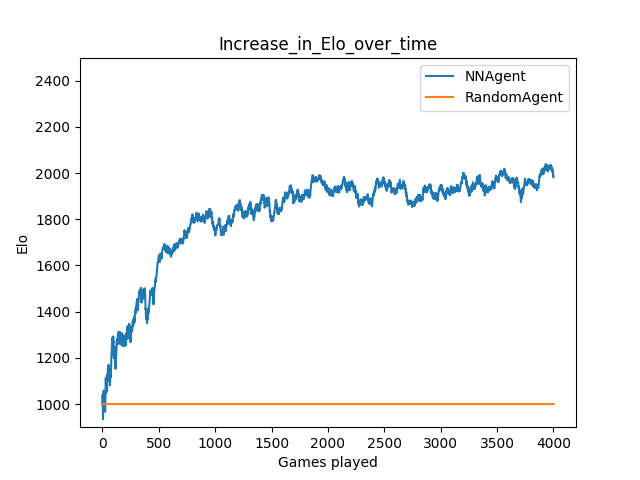 Increase_in_Elo_over_time
NNAgent
RandomAgent
2400
2200
2000
1800
1600
1400
1200
1000
Elo
0 500 1000 1500 2000 2500 3000 3500 4000
Games played